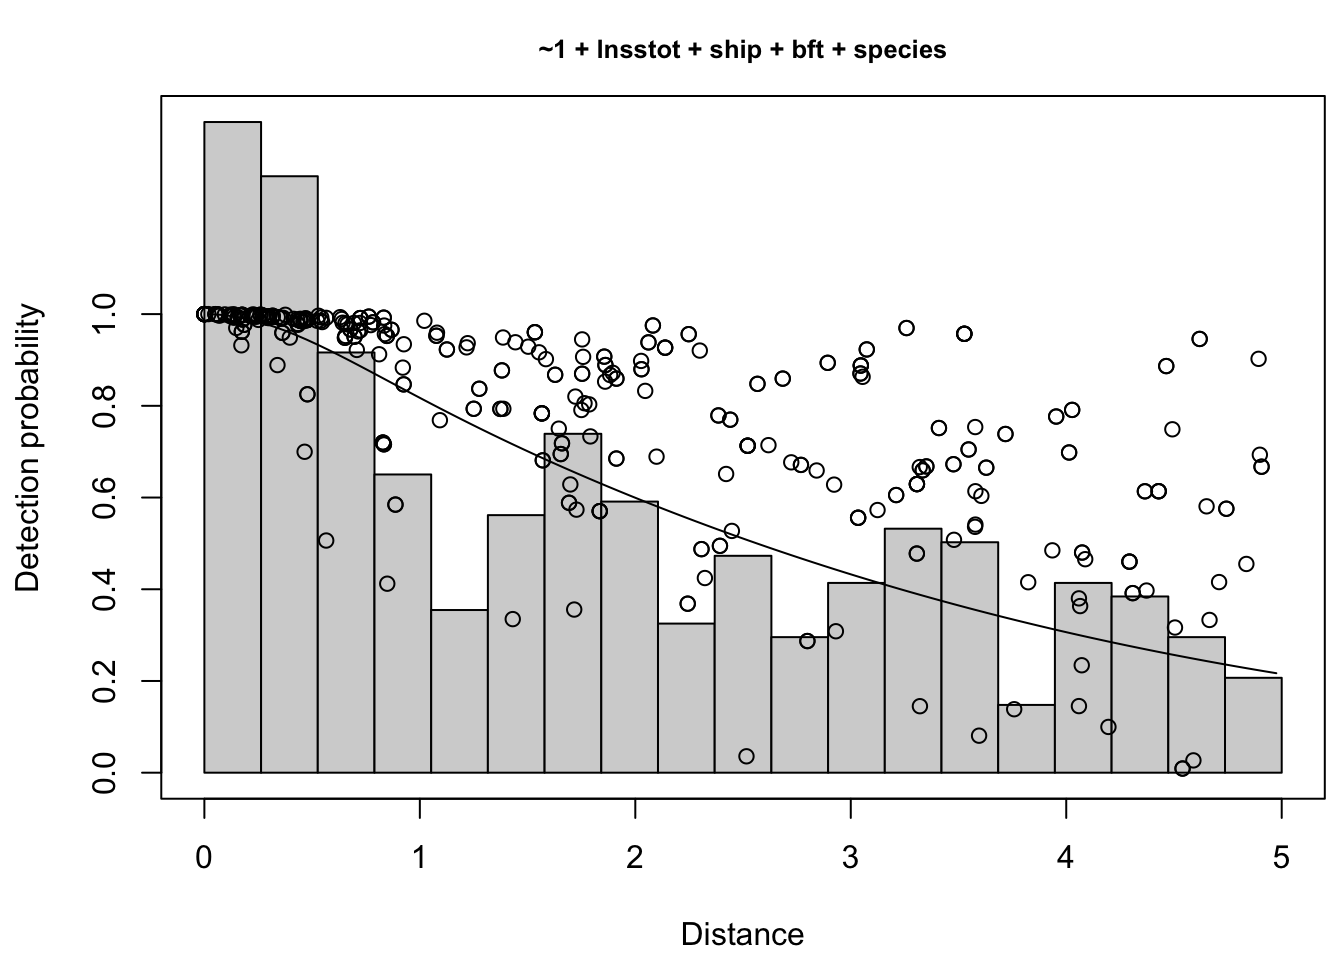 ~1 + lnsstot + ship + bft + species
Detection probability
1.0
0.8
0.6
0.4
0.2
0.0
0 1 2 3 4 5
Distance